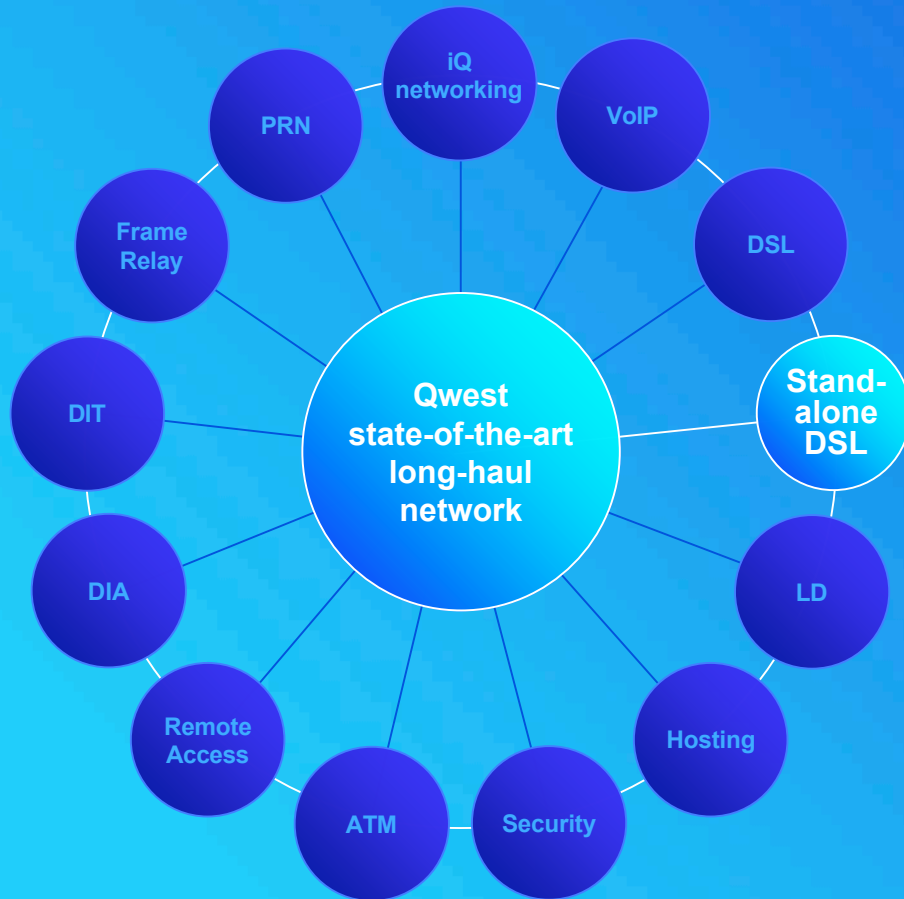 iQ
networking
VoIP
PRN
DSL
Frame
Relay
Stand-
alone
DSL
Qwest
state-of-the-art
long-haul
network
DIT
DIA
LD
Remote
Access
Hosting
ATM
Security